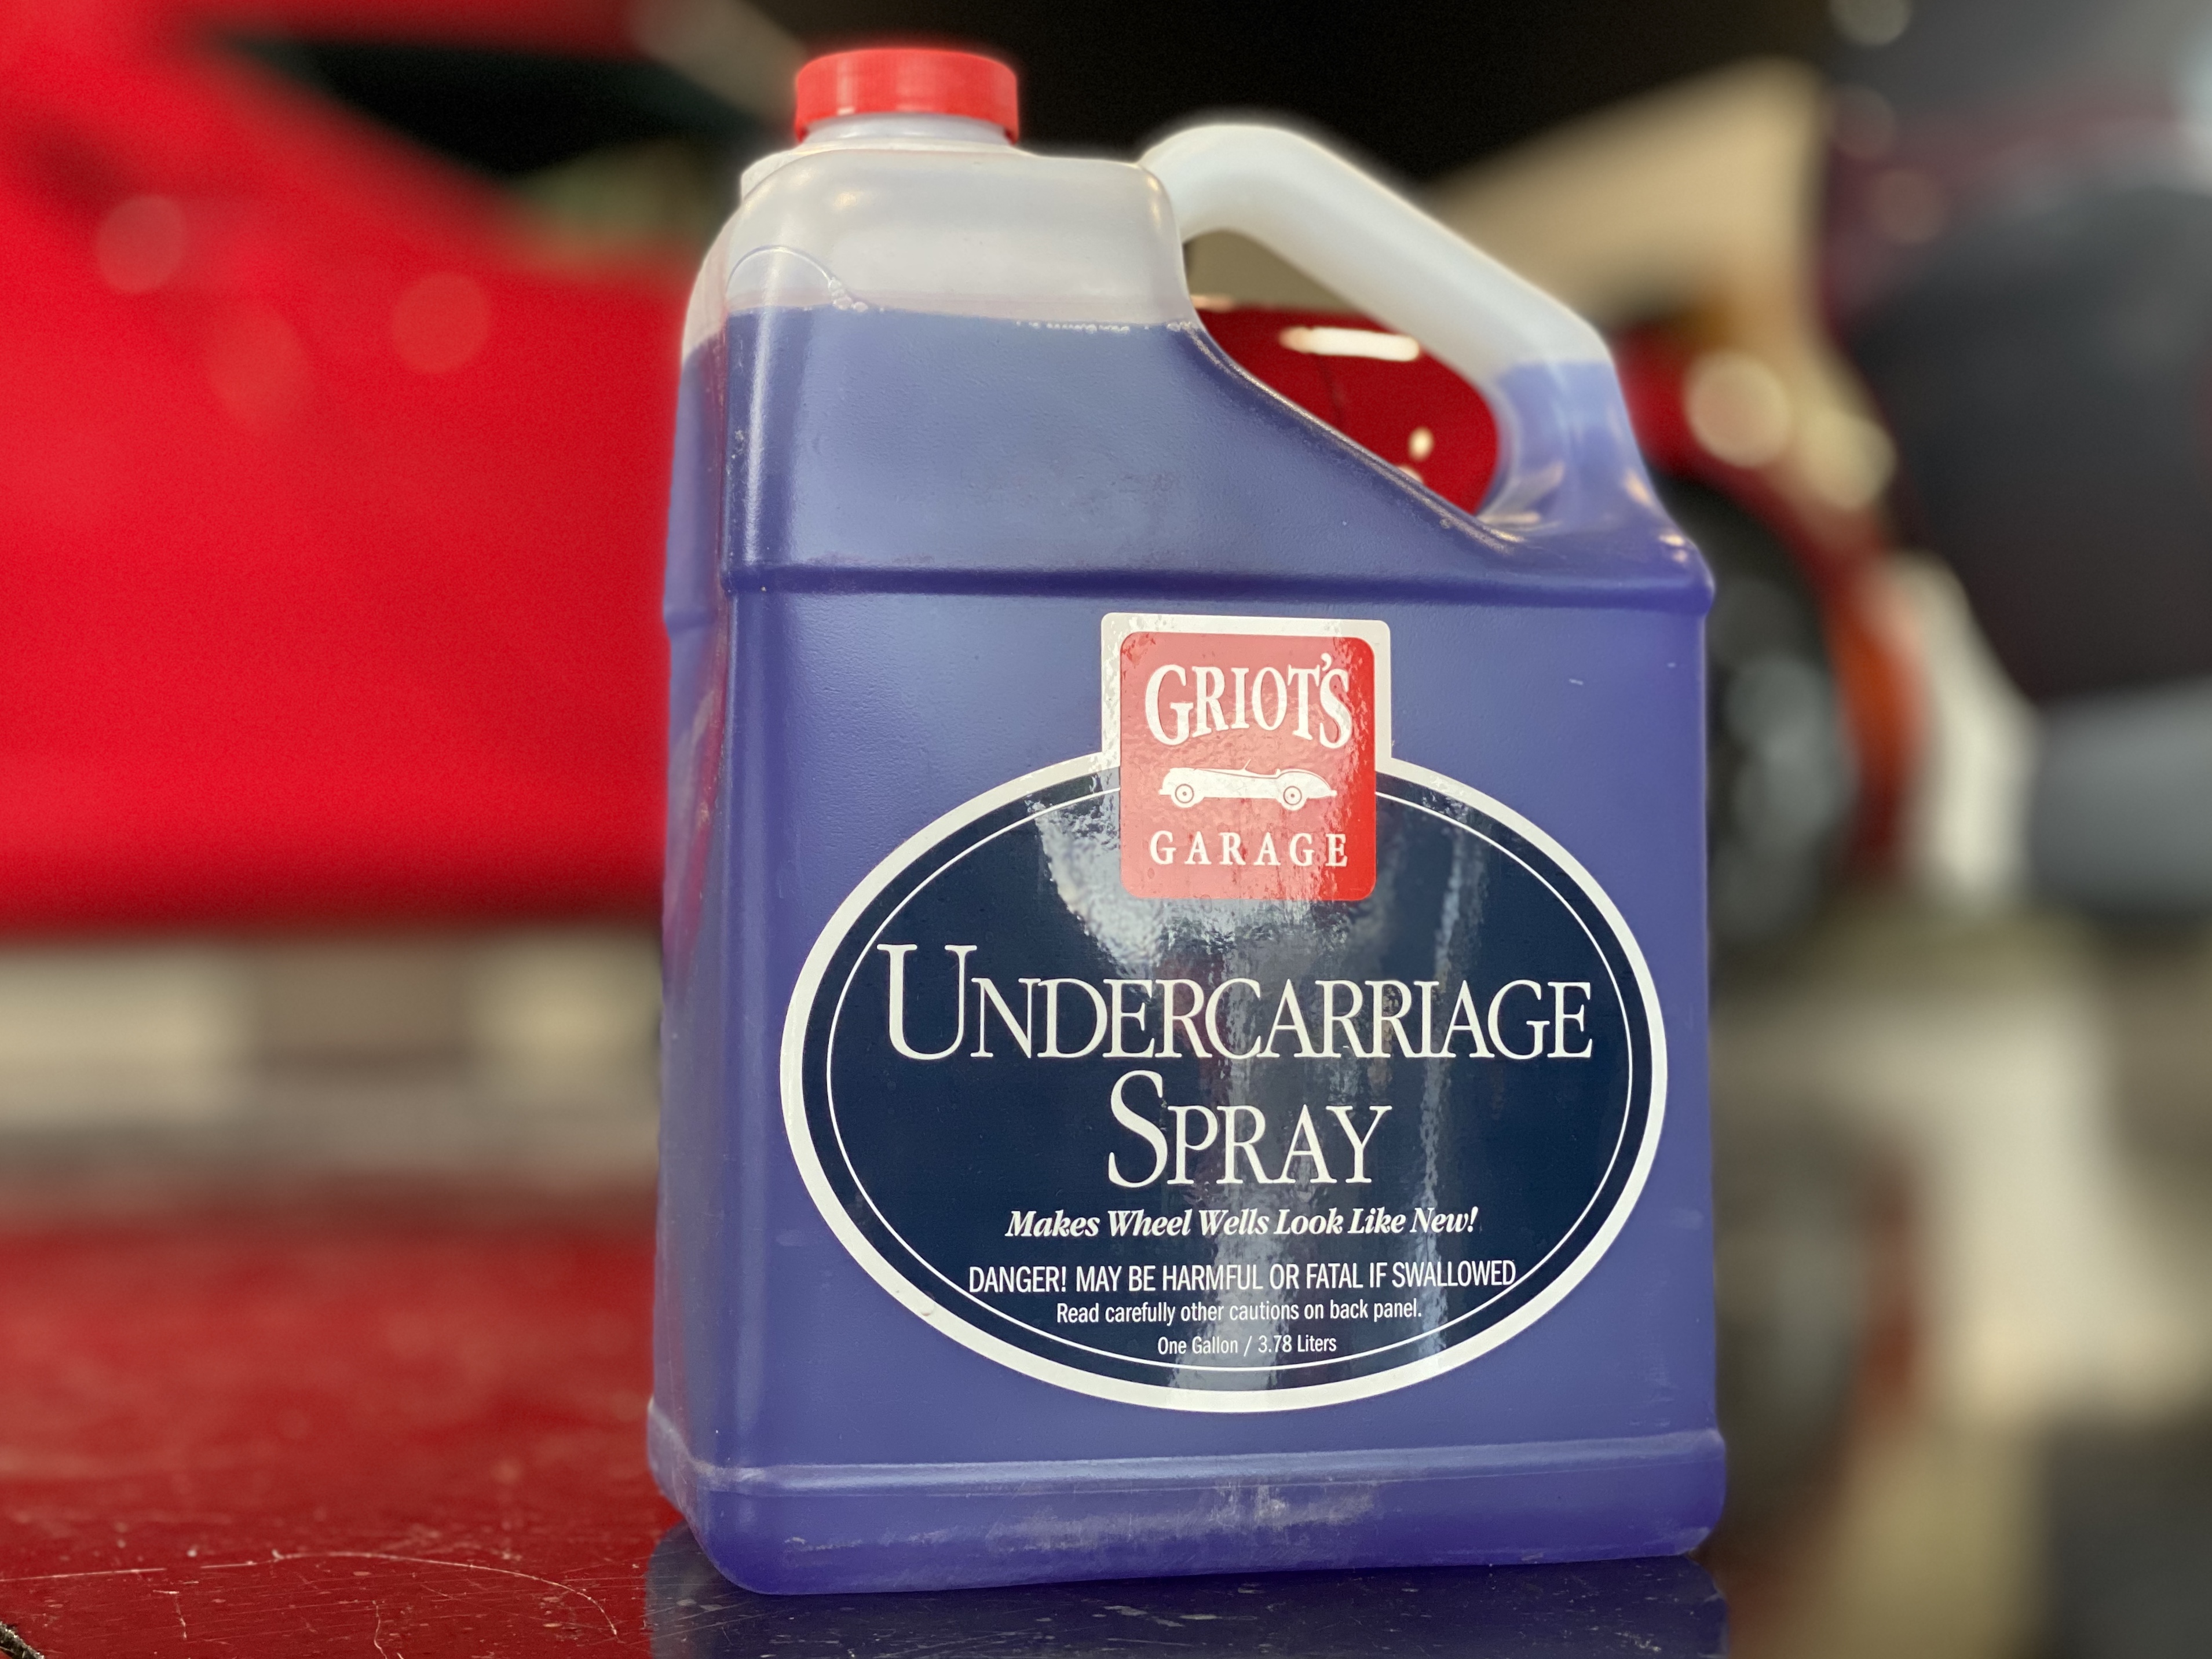 GRIOT'S
GARAGE
UNDERCARRIAGE
SPRAY
Makes Wheel Wells Look Like New!
DANGER! MAY BE HARMFUL OR FATAL IF SWALLOWED
Read carefully other cautions on back panel.
One Gallon / 3.78 Liters